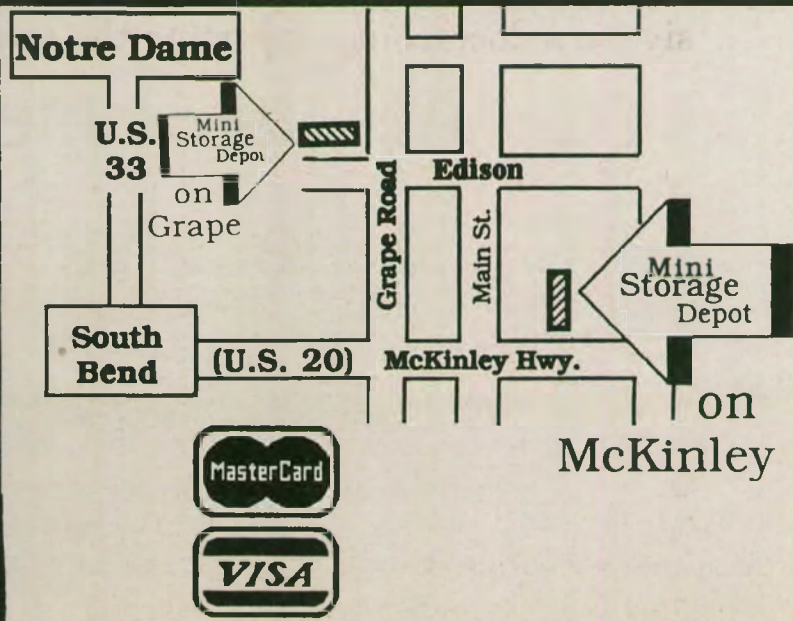 Notre Dame
U.S.
33
Mini
Storage
Depot
on
Grape
Edison
Grape Road
Main St.
Mini
Storage
Depot
South
Bend
(U.S. 20)
McKinley Hwy.
on
McKinley
MasterCard
VISA